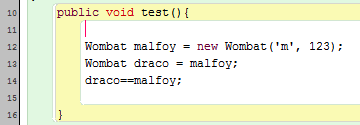 10 public void test(){
11
12 Wombat malfoy = new Wombat('m', 123);
13 Wombat draco = malfoy;
14 draco==malfoy;
15
16 }